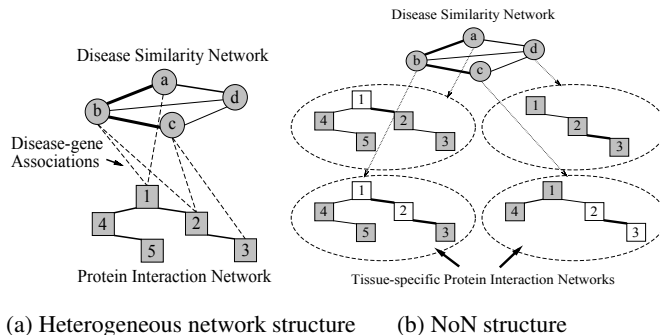 Disease Similarity Network
a
b
d
c
Disease-gene
Associations
1
4
2
5
3
Protein Interaction Network
(a) Heterogeneous network structure
Disease Similarity Network
a
b
d
c
1
4
2
5
3
1
2
3
1
4
2
5
3
1
4
2
3
Tissue-specific Protein Interaction Networks
(b) NoN structure